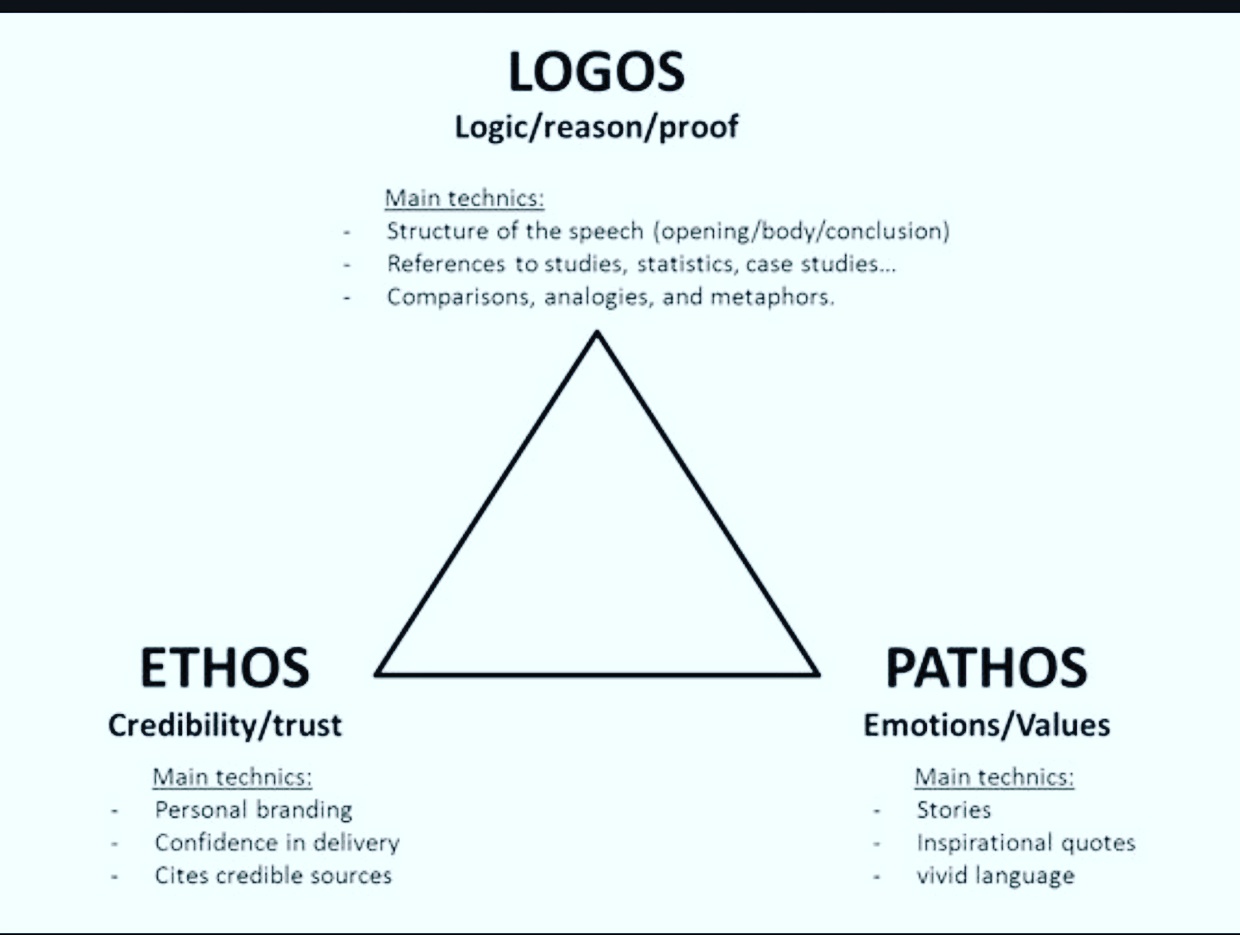 LOGOS
Logic/reason/proof
Main technics:
- Structure of the speech (opening/body/conclusion)
- References to studies, statistics, case studies...
- Comparisons, analogies, and metaphors.
ETHOS
Credibility/trust
Main technics:
- Personal branding
- Confidence in delivery
- Cites credible sources
PATHOS
Emotions/Values
Main technics:
- Stories
- Inspirational quotes
- vivid language